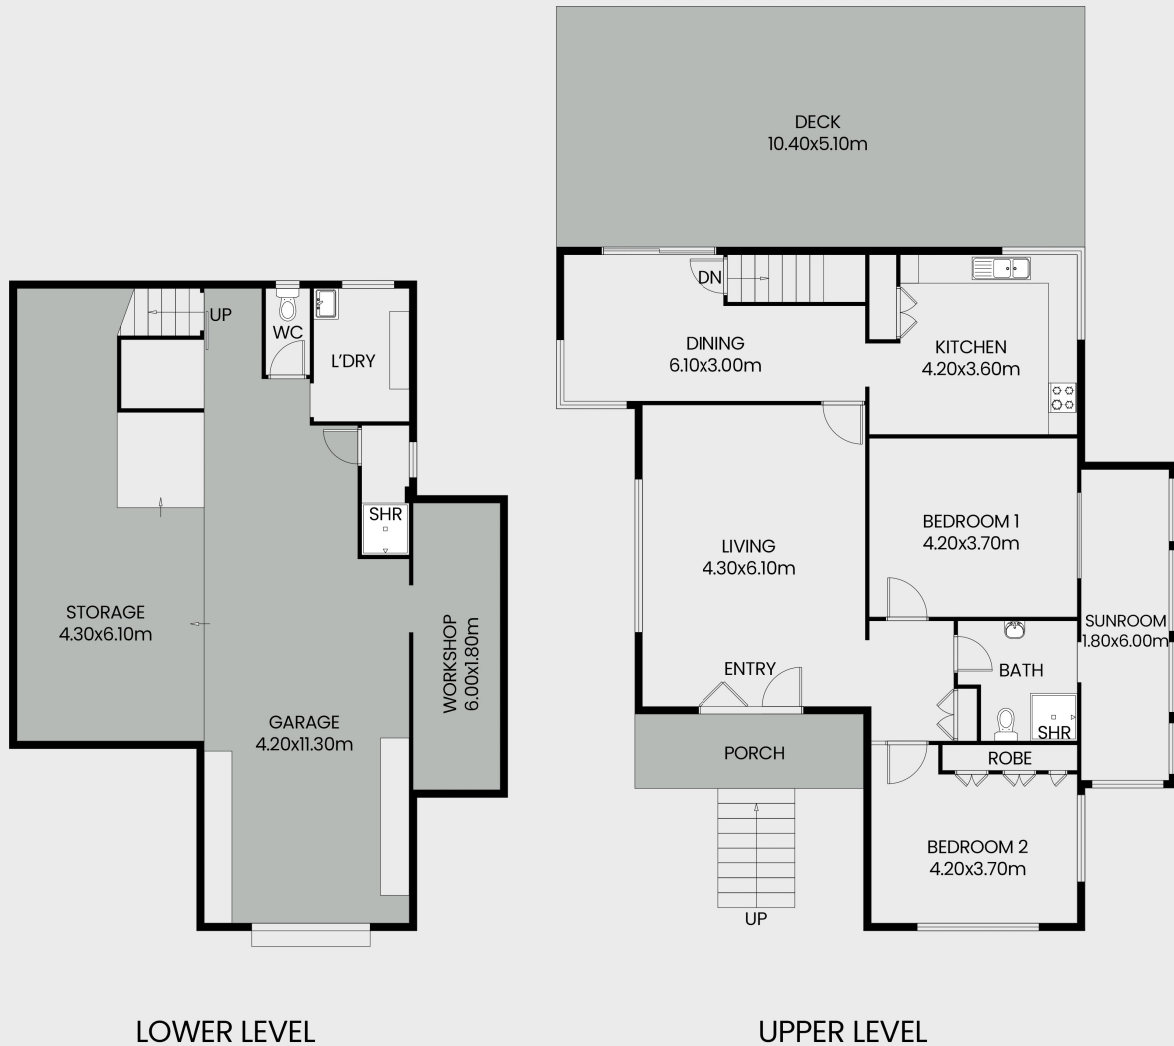 UP
WC
L'DRY
SHR
STORAGE
4.30x6.10m
WORKSHOP
6.00x1.80m
GARAGE
4.20x11.30m
LOWER LEVEL
DECK
10.40x5.10m
DN
DINING
6.10x3.00m
KITCHEN
4.20x3.60m
BEDROOM 1
4.20x3.70m
LIVING
4.30x6.10m
SUNROOM
1.80x6.00m
ENTRY
BATH
SHR
PORCH
ROBE
BEDROOM 2
4.20x3.70m
UP
UPPER LEVEL